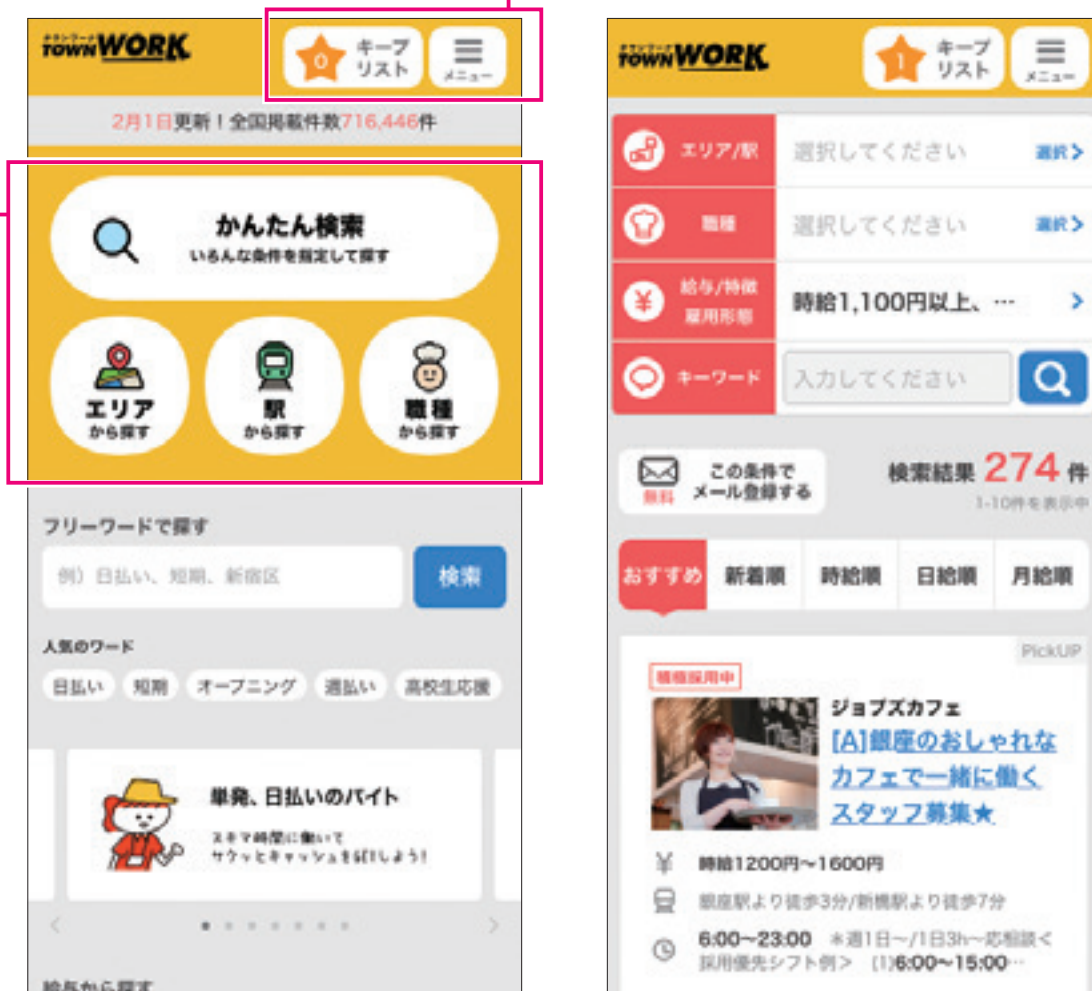 タウンワーク
TOWNWORK
0
キープ
リスト
メニュー
2月1日更新！全国掲載件数716,446件
かんたん検索
いろんな条件を指定して探す
エリア
から探す
駅
から探す
職種
から探す
フリーワードで探す
例）日払い、短期、新宿区
検索
人気のワード
日払い
短期
オープニング
週払い
高校生応援
単発、日払いのバイト
スキマ時間に働いて
サクッとキャッシュをGETしよう!
給与から探す
タウンワーク
TOWNWORK
1
キープ
リスト
メニュー
エリア/駅
選択してください
選択
職種
選択してください
選択
給与/特徴
雇用形態
時給1,100円以上、…
キーワード
入力してください
無料
この条件で
メール登録する
検索結果 274 件
1-10件を表示中
おすすめ
新着順
時給順
日給順
月給順
PickUP
積極採用中
ジョブズカフェ
[A]銀座のおしゃれな
カフェで一緒に働く
スタッフ募集★
時給1200円～1600円
銀座駅より徒歩3分/新橋駅より徒歩7分
6:00～23:00 ＊週1日～/1日3h～応相談＜
採用優先シフト例＞ (1)6:00～15:00…